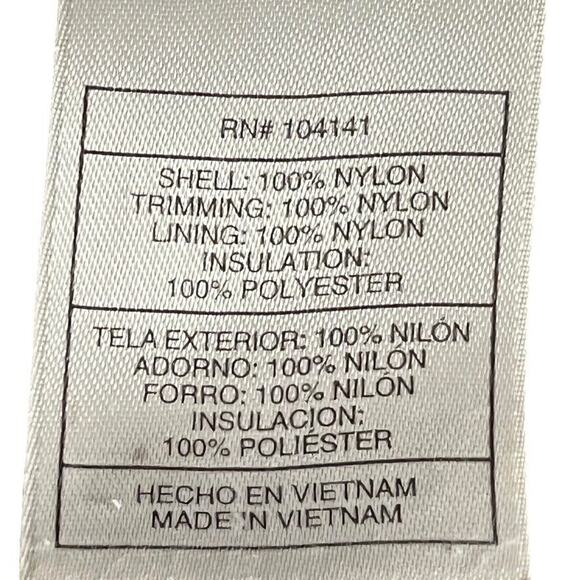 RN# 104141
SHELL: 100% NYLON
TRIMMING: 100% NYLON
LINING: 100% NYLON
INSULATION:
100% POLYESTER
TELA EXTERIOR: 100% NILÓN
ADORNO: 100% NILÓN
FORRO: 100% NILÓN
INSULACION:
100% POLIÉSTER
HECHO EN VIETNAM
MADE IN VIETNAM